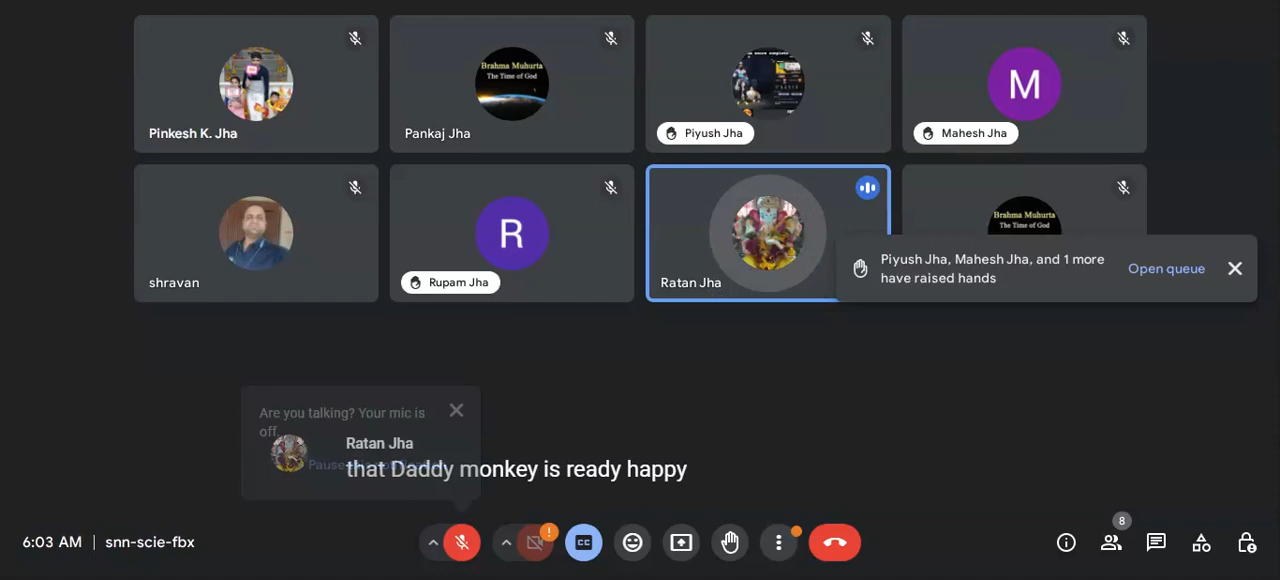 Pinkesh K. Jha
Brahma Muhurta
The Time of God
Pankaj Jha
Piyush Jha
M
Mahesh Jha
shravan
R
Rupam Jha
Ratan Jha
Brahma Muhurta
The Time of God
Piyush Jha, Mahesh Jha, and 1 more
have raised hands
Open queue
Are you talking? Your mic is
off.
Ratan Jha
that Daddy monkey is ready happy
6:03 AM | snn-scie-fbx
CC
!
8